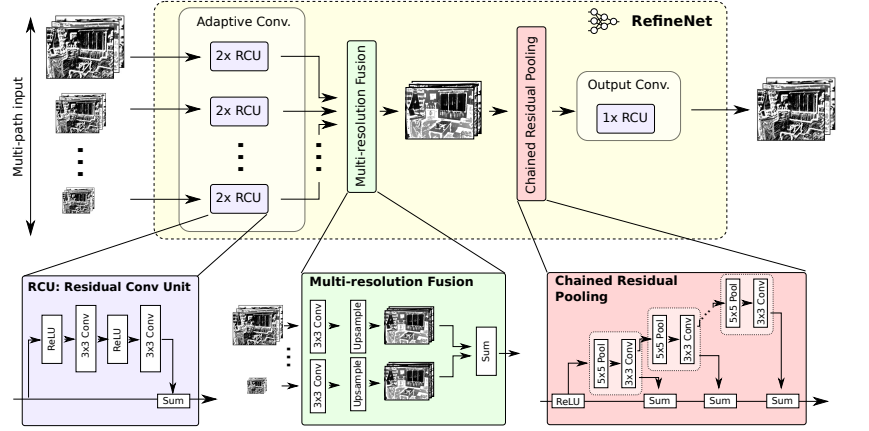 Multi-path input
Adaptive Conv.
2x RCU
2x RCU
2x RCU
Multi-resolution Fusion
Chained Residual Pooling
Output Conv.
1x RCU
RefineNet
RCU: Residual Conv Unit
ReLU
3x3 Conv
ReLU
3x3 Conv
Sum
Multi-resolution Fusion
3x3 Conv
Upsample
3x3 Conv
Upsample
Sum
Chained Residual
Pooling
ReLU
5x5 Pool
3x3 Conv
5x5 Pool
3x3 Conv
5x5 Pool
3x3 Conv
Sum
Sum
Sum